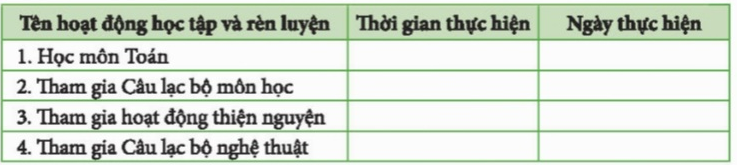 Tên hoạt động học tập và rèn luyện Thời gian thực hiện Ngày thực hiện
1. Học môn Toán
2. Tham gia Câu lạc bộ môn học
3. Tham gia hoạt động thiện nguyện
4. Tham gia Câu lạc bộ nghệ thuật